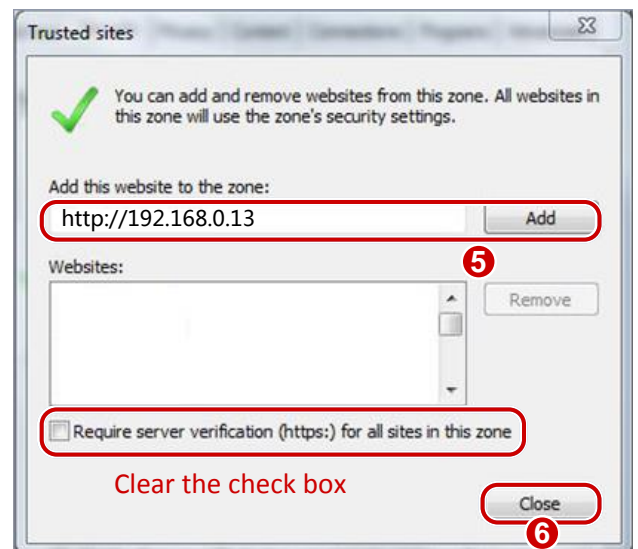 Trusted sites
You can add and remove websites from this zone. All websites in
this zone will use the zone's security settings.
Add this website to the zone:
http://192.168.0.13
Add
5
Websites:
Remove
Require server verification (https:) for all sites in this zone
Clear the check box
Close
6